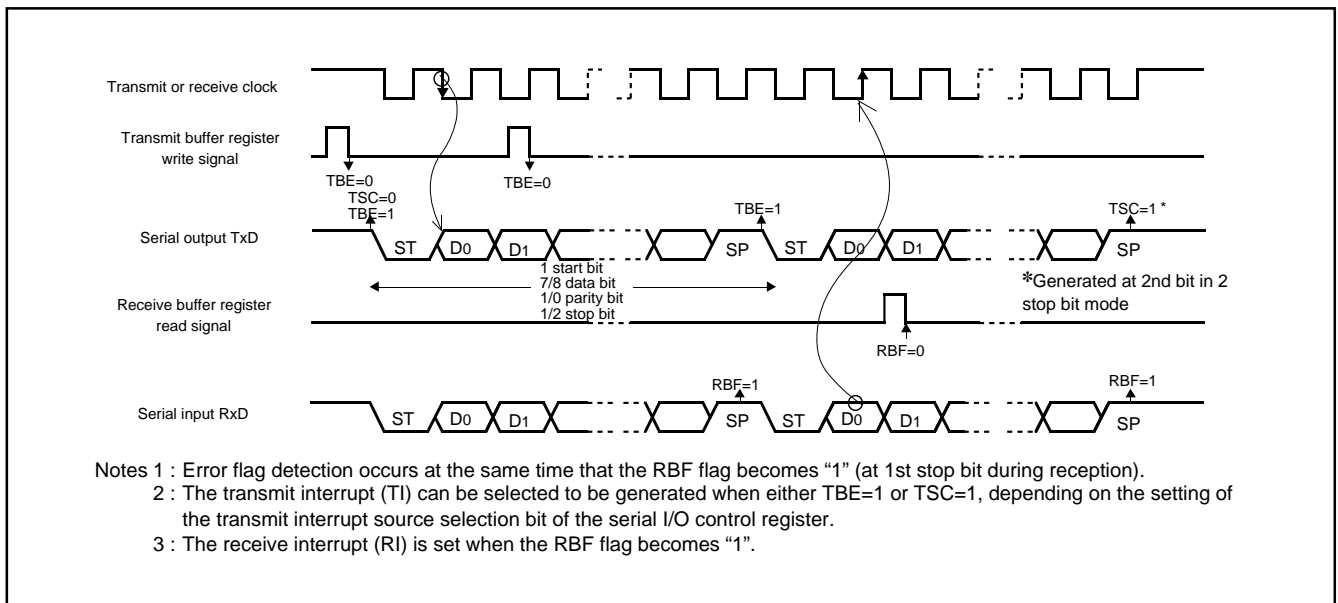 Transmit or receive clock
Transmit buffer register
write signal
TBE=0
TSC=0
TBE=1
TBE=0
TBE=1
TSC=1 *
Serial output TxD
ST
D0
D1
SP
ST
D0
D1
SP
1 start bit
7/8 data bit
1/0 parity bit
1/2 stop bit
*Generated at 2nd bit in 2
stop bit mode
Receive buffer register
read signal
RBF=0
RBF=1
RBF=1
Serial input RxD
ST
D0
D1
SP
ST
D0
D1
SP
Notes 1 : Error flag detection occurs at the same time that the RBF flag becomes “1” (at 1st stop bit during reception).
2 : The transmit interrupt (TI) can be selected to be generated when either TBE=1 or TSC=1, depending on the setting of
the transmit interrupt source selection bit of the serial I/O control register.
3 : The receive interrupt (RI) is set when the RBF flag becomes “1”.